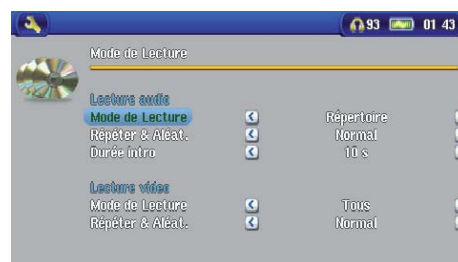 93 01 43
Mode de Lecture
Lecture audio
Mode de Lecture Répertoire
Répéter & Aléat. Normal
Durée intro 10 s
Lecture vidéo
Mode de Lecture Tous
Répéter & Aléat. Normal